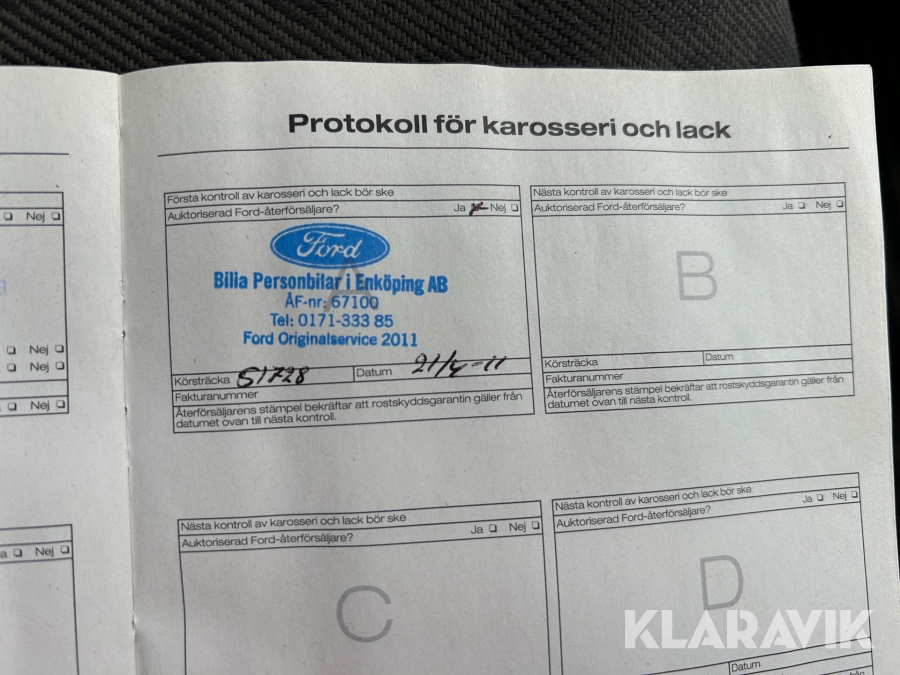 Protokoll för karosseri och lack
Nej
Nej
Nej
Nej
Nej
Första kontroll av karosseri och lack bör ske
Auktoriserad Ford-återförsäljare? Ja Nej
Ford
A
Bilia Personbilar i Enköping AB
ÅF-nr: 67100
Tel: 0171-333 85
Ford Originalservice 2011
Körsträcka 51728 Datum 21/4-11
Fakturanummer
Återförsäljarens stämpel bekräftar att rostskyddsgarantin gäller från
datumet ovan till nästa kontroll.
Nästa kontroll av karosseri och lack bör ske
Auktoriserad Ford-återförsäljare? Ja Nej
B
Körsträcka Datum
Fakturanummer
Återförsäljarens stämpel bekräftar att rostskyddsgarantin gäller från
datumet ovan till nästa kontroll.
Nästa kontroll av karosseri och lack bör ske
Auktoriserad Ford-återförsäljare? Ja Nej
C
Nästa kontroll av karosseri och lack bör ske
Auktoriserad Ford-återförsäljare? Ja Nej
D
Datum
KLARAVIK